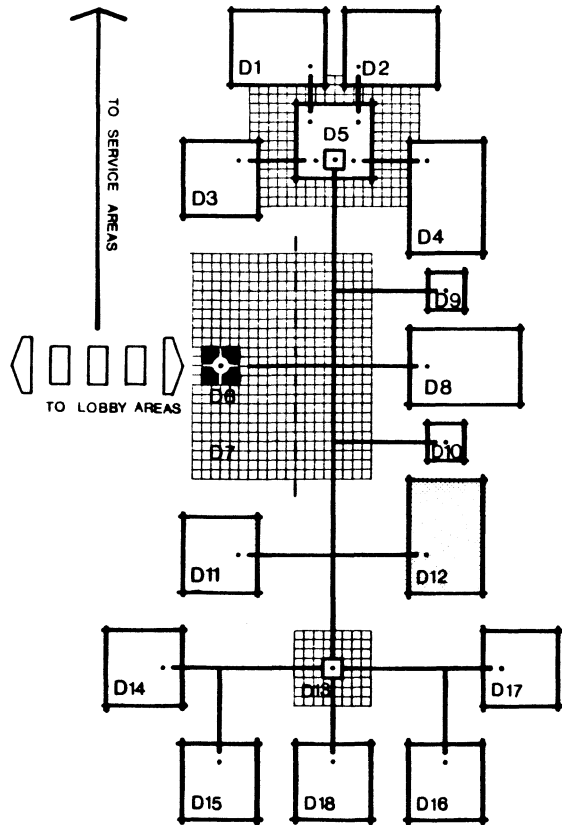 D1
D2
TO SERVICE AREAS
D5
D3
D4
D9
D8
TO LOBBY AREAS
D6
D7
D10
D11
D12
D14
D13
D17
D15
D18
D16